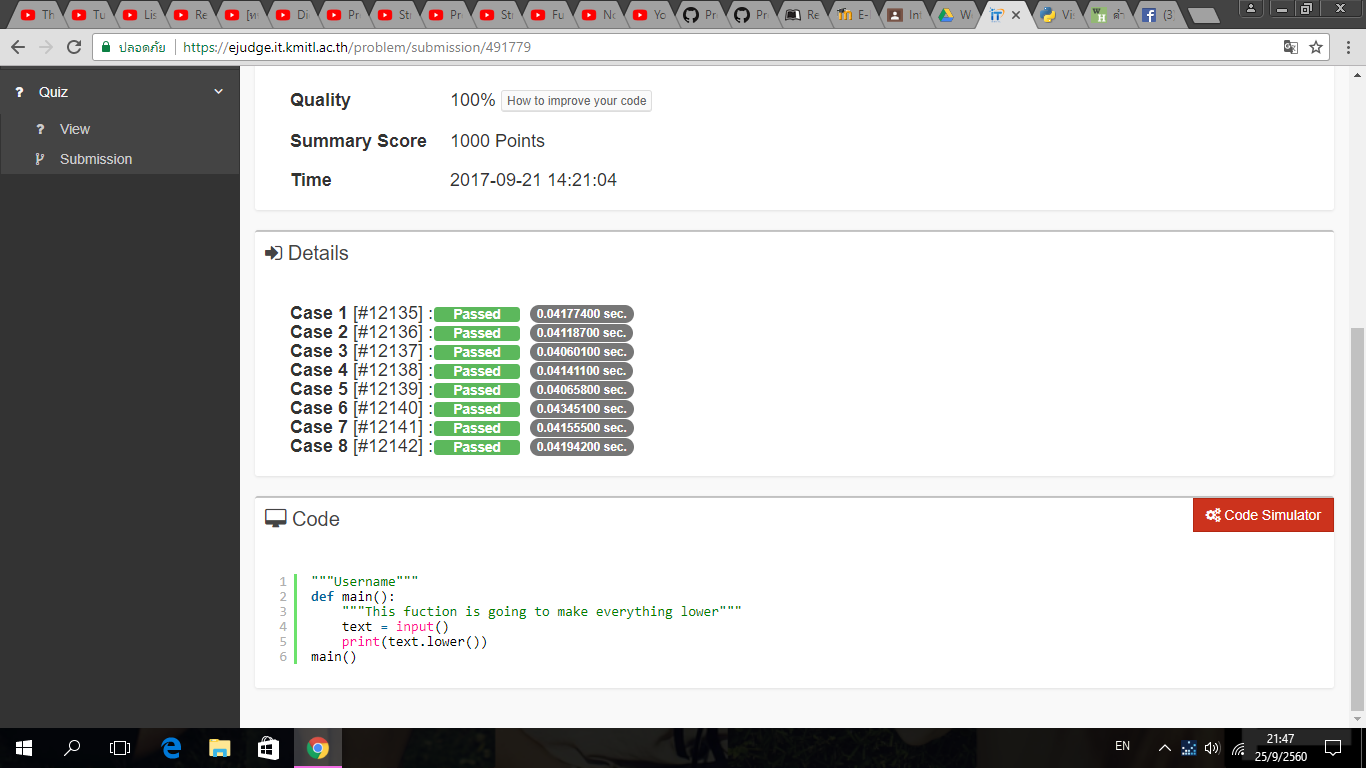 Th
Tu
Lis
Re
[ท
Di
Pr
St
Pr
St
Fu
No
Yo
Pr
Pr
Re
E-
Int
W
Vis
คำ
(3
ปลอดภัย
https://ejudge.it.kmitl.ac.th/problem/submission/491779
Quiz
View
Submission
Quality 100% How to improve your code
Summary Score 1000 Points
Time 2017-09-21 14:21:04
Details
Case 1 [#12135] : Passed 0.04177400 sec.
Case 2 [#12136] : Passed 0.04118700 sec.
Case 3 [#12137] : Passed 0.04060100 sec.
Case 4 [#12138] : Passed 0.04141100 sec.
Case 5 [#12139] : Passed 0.04065800 sec.
Case 6 [#12140] : Passed 0.04345100 sec.
Case 7 [#12141] : Passed 0.04155500 sec.
Case 8 [#12142] : Passed 0.04194200 sec.
Code
Code Simulator
1 """Username"""
2 def main():
3     """This fuction is going to make everything lower"""
4     text = input()
5     print(text.lower())
6 main()
EN
21:47
25/9/2560